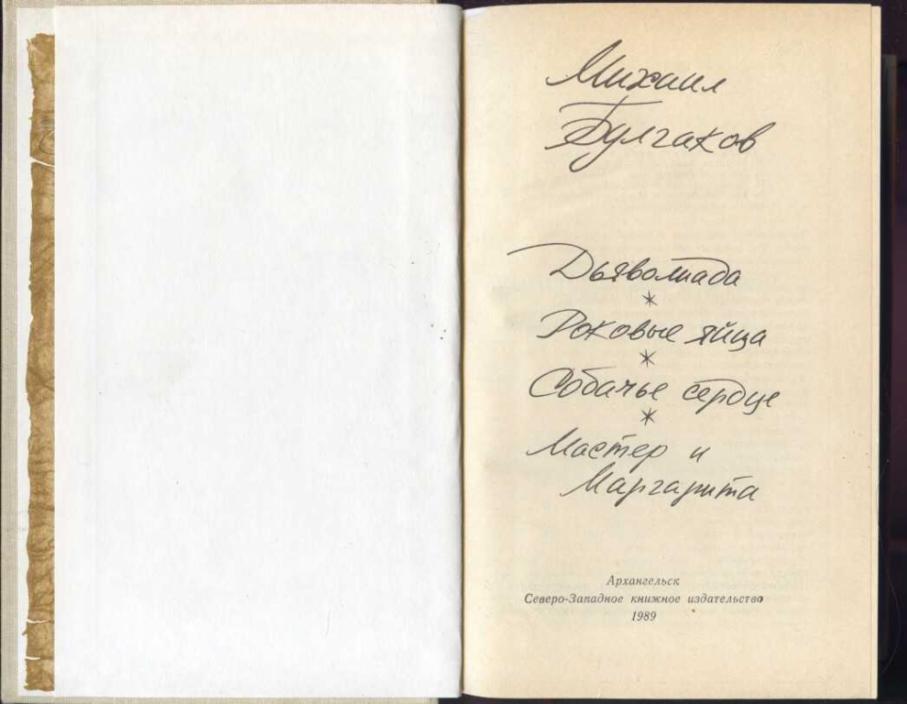 Михаил
Булгаков
Дьяволиада
*
Роковые яйца
*
Собачье сердце
*
Мастер и
Маргарита
Архангельск
Северо-Западное книжное издательство
1989